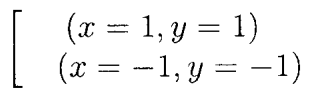 (x = 1, y = 1)
(x = −1, y = −1)